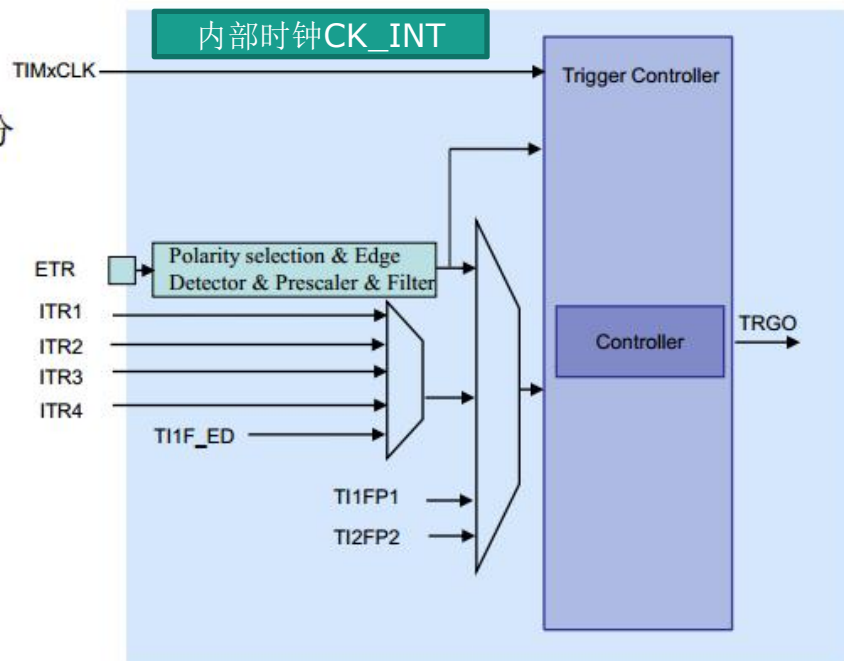 内部时钟CK_INT
TIMxCLK
Trigger Controller
分
ETR
Polarity selection & Edge
Detector & Prescaler & Filter
ITR1
ITR2
ITR3
ITR4
TI1F_ED
Controller
TRGO
TI1FP1
TI2FP2